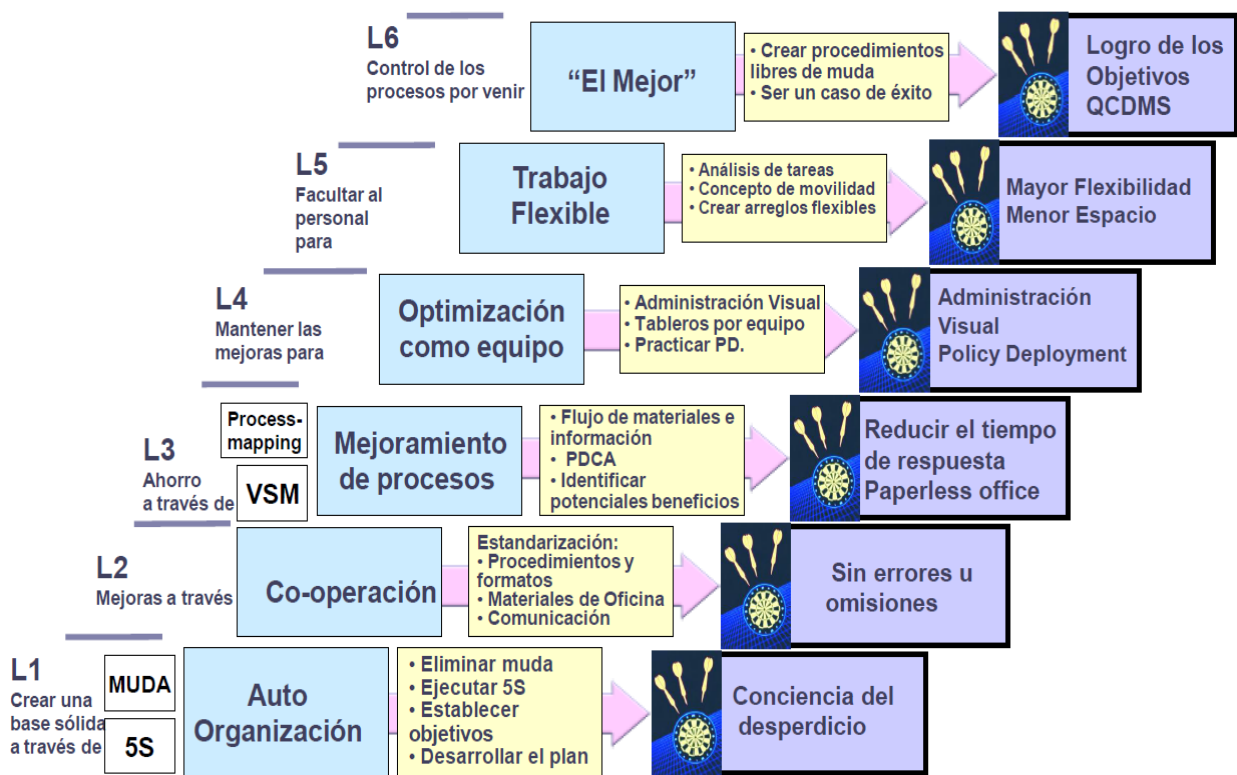 L6
Control de los
procesos por venir
“El Mejor”
• Crear procedimientos
libres de muda
• Ser un caso de éxito
Logro de los
Objetivos
QCDMS
L5
Facultar al
personal
para
Trabajo
Flexible
• Análisis de tareas
• Concepto de movilidad
• Crear arreglos flexibles
Mayor Flexibilidad
Menor Espacio
L4
Mantener las
mejoras para
Optimización
como equipo
• Administración Visual
• Tableros por equipo
• Practicar PD.
Administración
Visual
Policy Deployment
L3
Ahorro
a través de
Process-
mapping
VSM
Mejoramiento
de procesos
• Flujo de materiales e
información
• PDCA
• Identificar
potenciales beneficios
Reducir el tiempo
de respuesta
Paperless office
L2
Mejoras a través
Co-operación
Estandarización:
• Procedimientos y
formatos
• Materiales de Oficina
• Comunicación
Sin errores u
omisiones
L1
Crear una
base sólida
a través de
MUDA
5S
Auto
Organización
• Eliminar muda
• Ejecutar 5S
• Establecer
objetivos
• Desarrollar el plan
Conciencia del
desperdicio